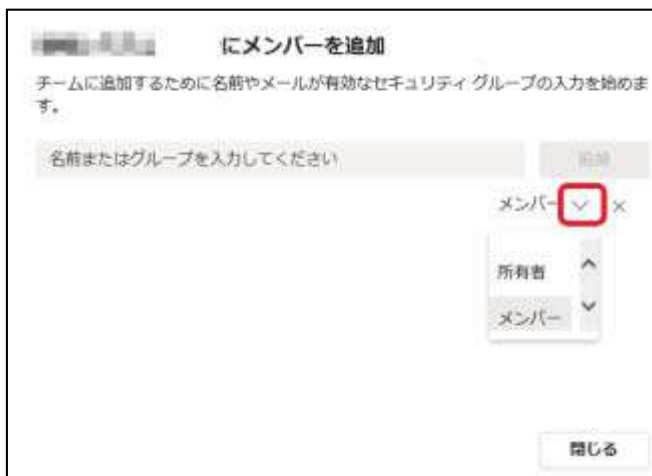 にメンバーを追加
チームに追加するために名前やメールが有効なセキュリティ グループの入力を始めま
す。
名前またはグループを入力してください
追加
メンバー
所有者
メンバー
閉じる